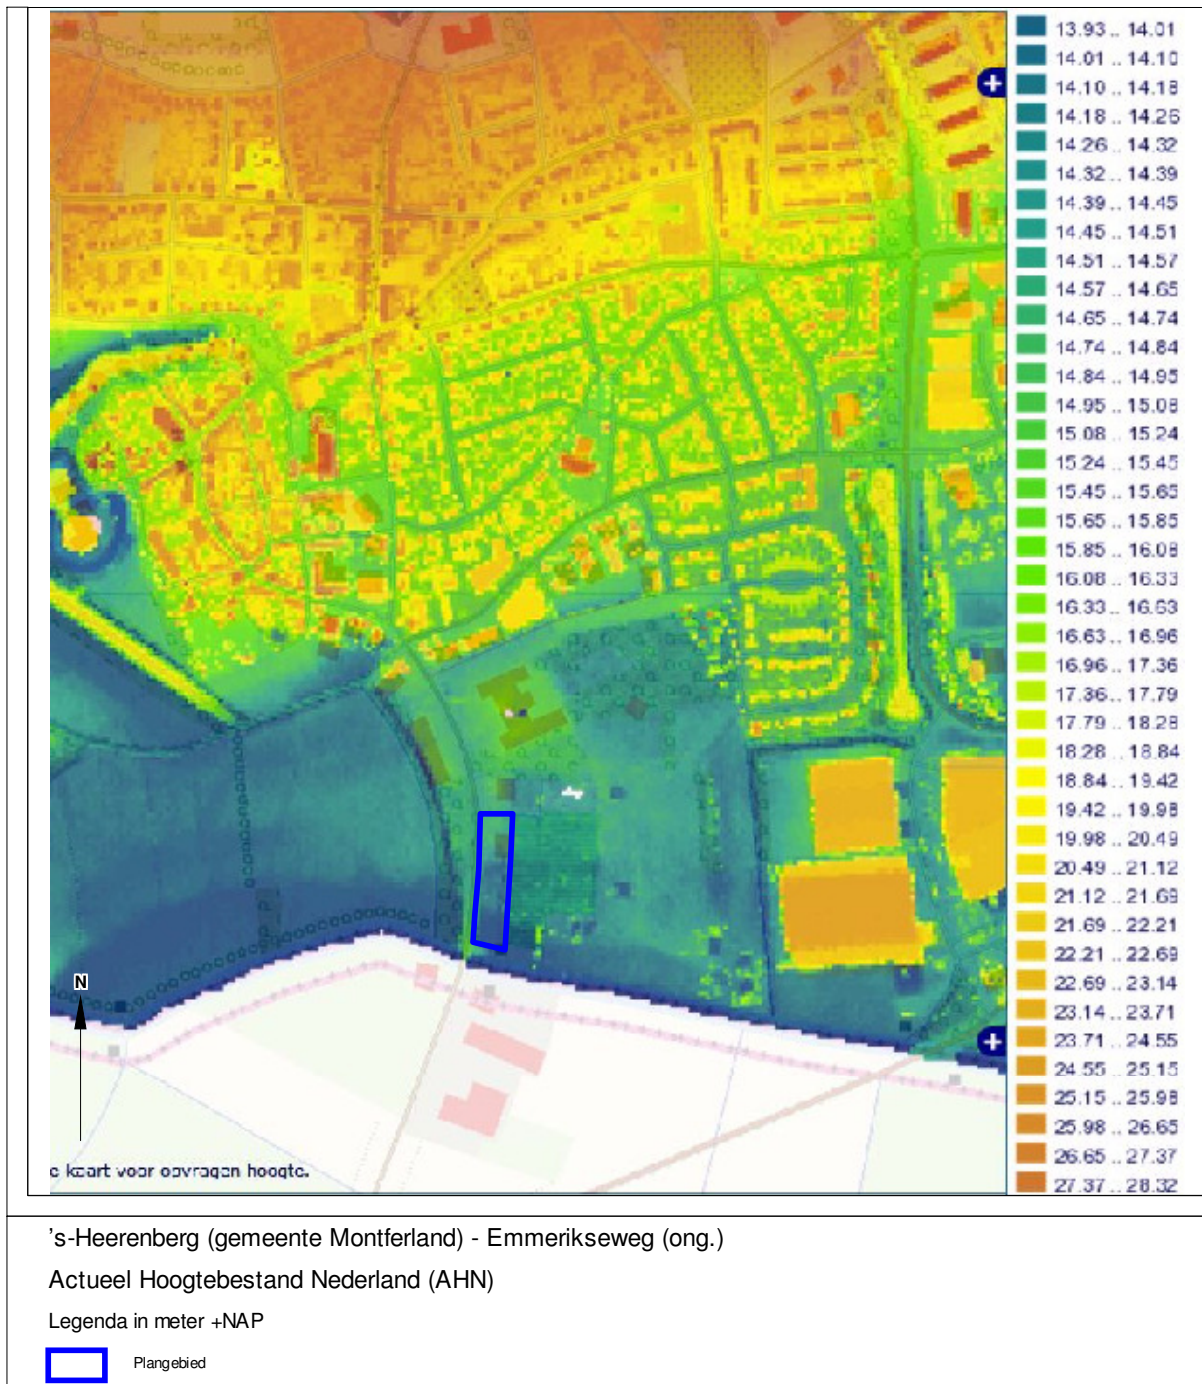 13.93 .. 14.01
14.01 .. 14.10
14.10 .. 14.18
14.18 .. 14.26
14.26 .. 14.32
14.32 .. 14.39
14.39 .. 14.45
14.45 .. 14.51
14.51 .. 14.57
14.57 .. 14.65
14.65 .. 14.74
14.74 .. 14.84
14.84 .. 14.95
14.95 .. 15.08
15.08 .. 15.24
15.24 .. 15.45
15.45 .. 15.65
15.65 .. 15.85
15.85 .. 16.08
16.08 .. 16.33
16.33 .. 16.63
16.63 .. 16.96
16.96 .. 17.36
17.36 .. 17.79
17.79 .. 18.28
18.28 .. 18.84
18.84 .. 19.42
19.42 .. 19.98
19.98 .. 20.49
20.49 .. 21.12
21.12 .. 21.69
21.69 .. 22.21
22.21 .. 22.69
22.69 .. 23.14
23.14 .. 23.71
23.71 .. 24.55
24.55 .. 25.15
25.15 .. 25.98
25.98 .. 26.65
26.65 .. 27.37
27.37 .. 28.32
N
e kaart voor opvragen hoogte.
's-Heerenberg (gemeente Montferland) - Emmerikseweg (ong.)
Actueel Hoogtebestand Nederland (AHN)
Legenda in meter +NAP
Plangebied